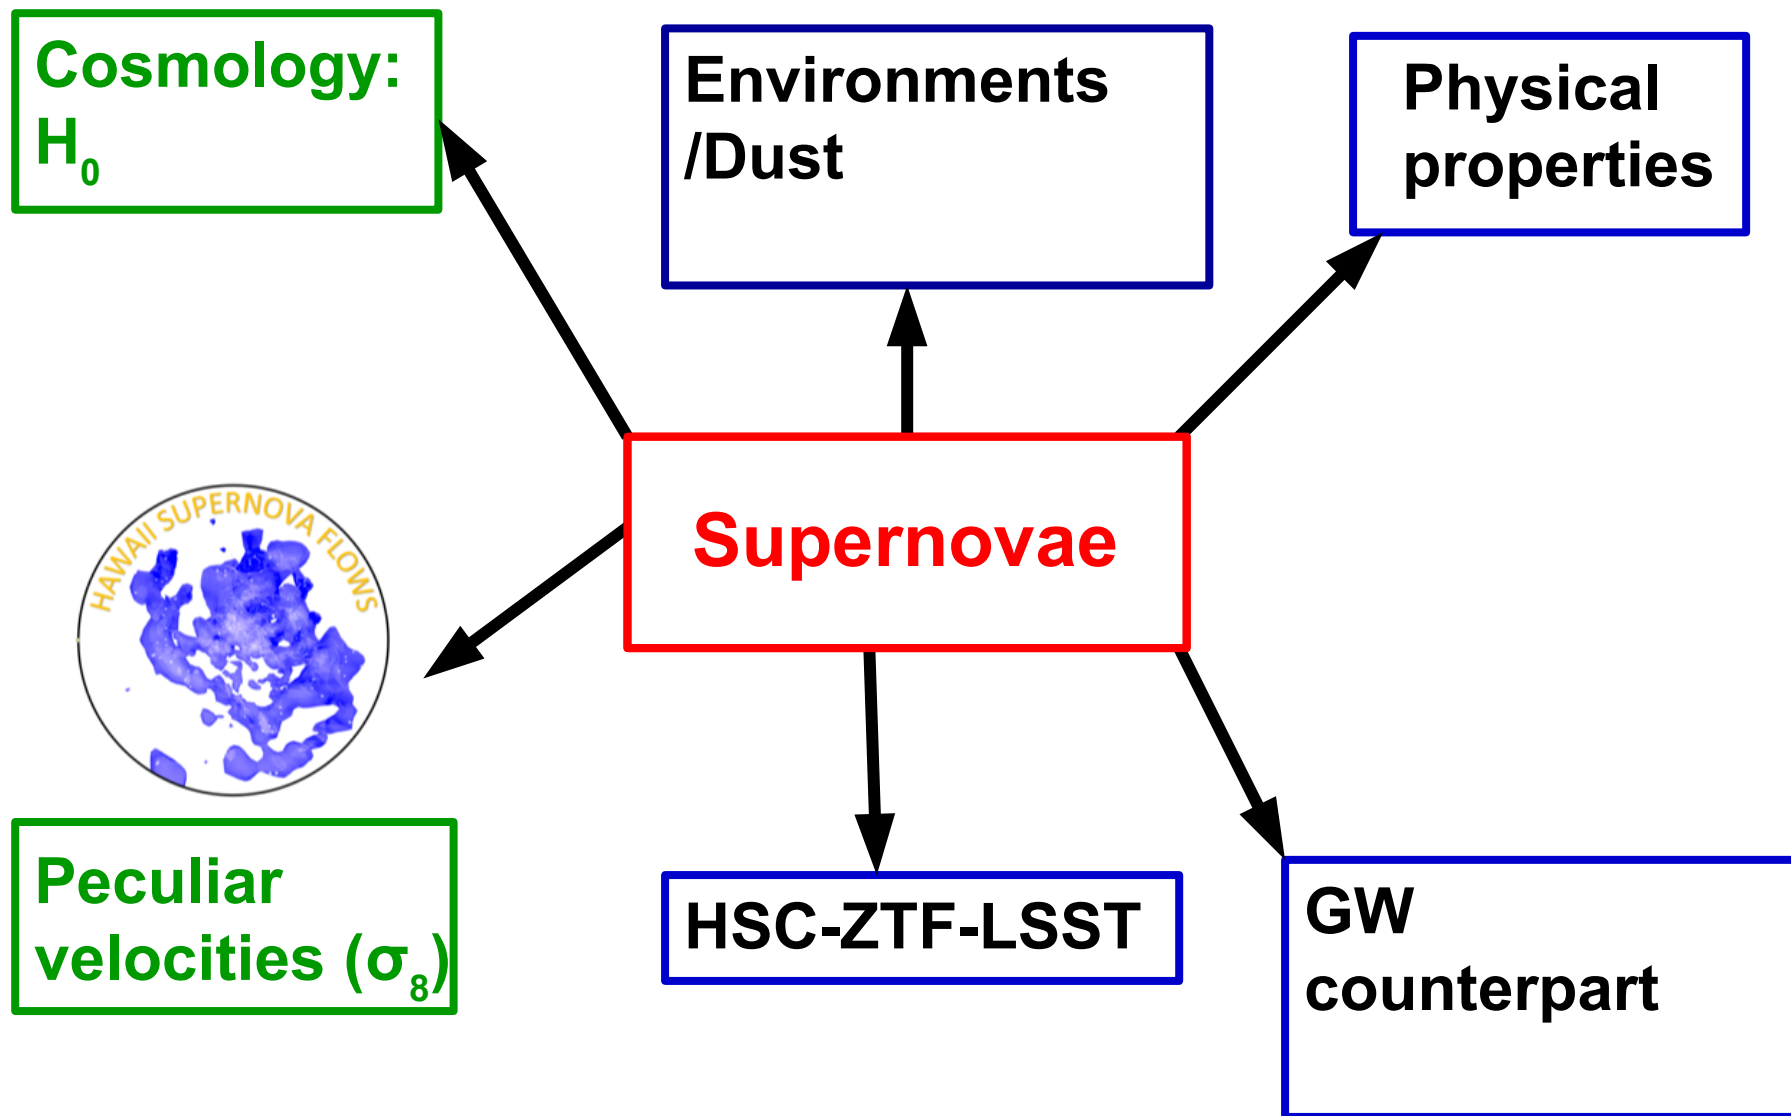 Cosmology:
H₀
Environments
/Dust
Physical
properties
HAWAII SUPERNOVA FLOWS
Supernovae
Peculiar
velocities (σ₈)
HSC-ZTF-LSST
GW
counterpart